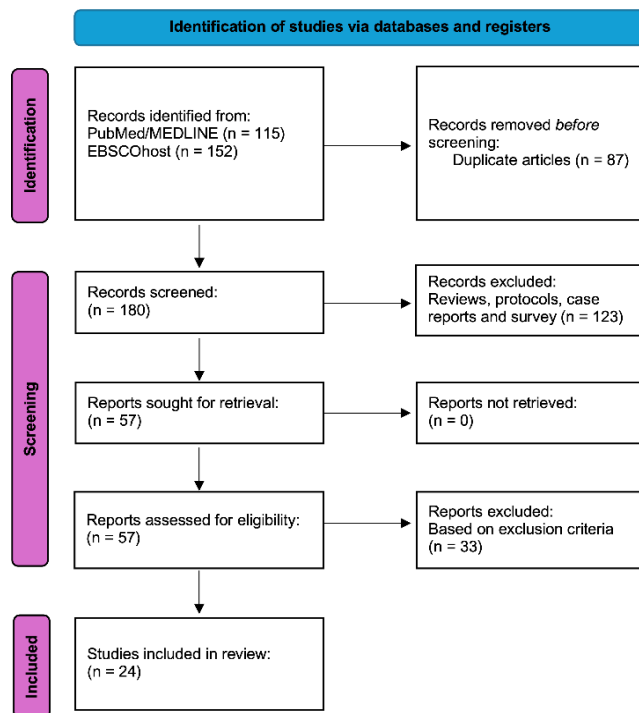 Identification of studies via databases and registers
Identification
Records identified from:
PubMed/MEDLINE (n = 115)
EBSCOhost (n = 152)
Records removed before
screening:
Duplicate articles (n = 87)
Screening
Records screened:
(n = 180)
Records excluded:
Reviews, protocols, case
reports and survey (n = 123)
Reports sought for retrieval:
(n = 57)
Reports not retrieved:
(n = 0)
Reports assessed for eligibility:
(n = 57)
Reports excluded:
Based on exclusion criteria
(n = 33)
Included
Studies included in review:
(n = 24)